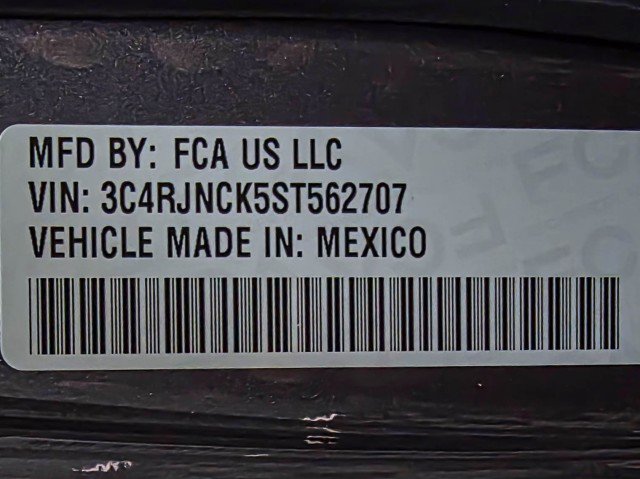 MFD BY: FCA US LLC
VIN: 3C4RJNCK5ST562707
VEHICLE MADE IN: MEXICO